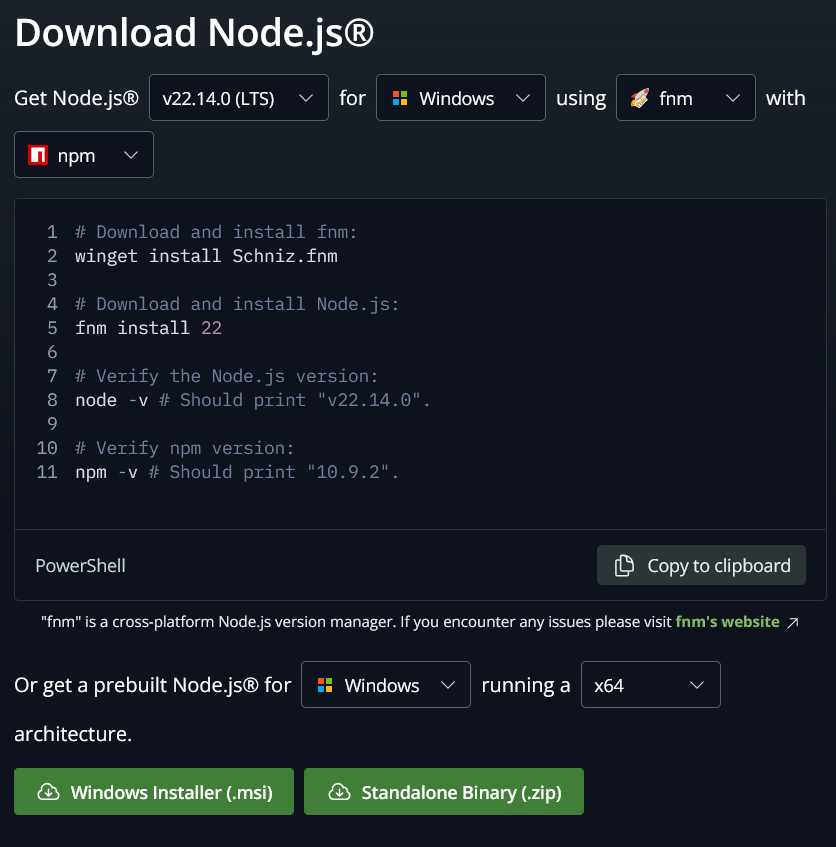 Download Node.js®
Get Node.js® v22.14.0 (LTS) for Windows using fnm with
npm
1 # Download and install fnm:
2 winget install Schniz.fnm
3
4 # Download and install Node.js:
5 fnm install 22
6
7 # Verify the Node.js version:
8 node -v # Should print "v22.14.0".
9
10 # Verify npm version:
11 npm -v # Should print "10.9.2".
PowerShell Copy to clipboard
"fnm" is a cross-platform Node.js version manager. If you encounter any issues please visit fnm's website
Or get a prebuilt Node.js® for Windows running a x64
architecture.
Windows Installer (.msi) Standalone Binary (.zip)